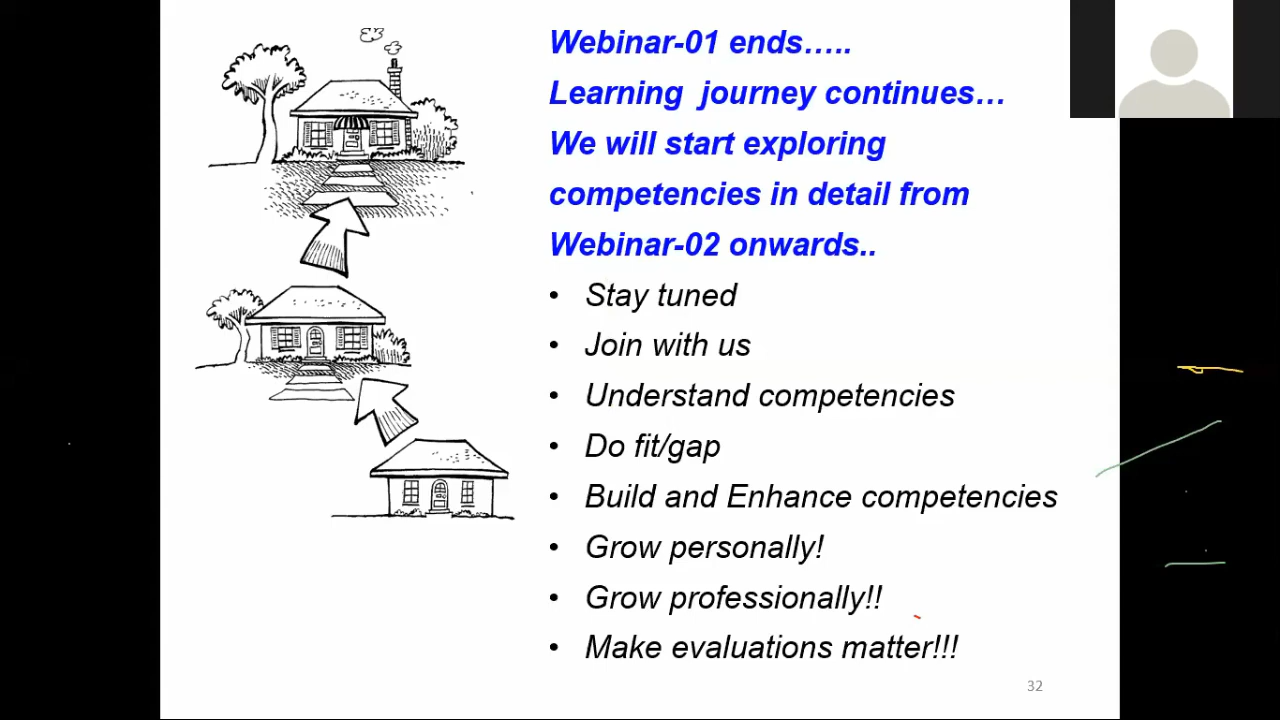 Webinar-01 ends…..
Learning journey continues…
We will start exploring
competencies in detail from
Webinar-02 onwards..
• Stay tuned
• Join with us
• Understand competencies
• Do fit/gap
• Build and Enhance competencies
• Grow personally!
• Grow professionally!!
• Make evaluations matter!!!
32